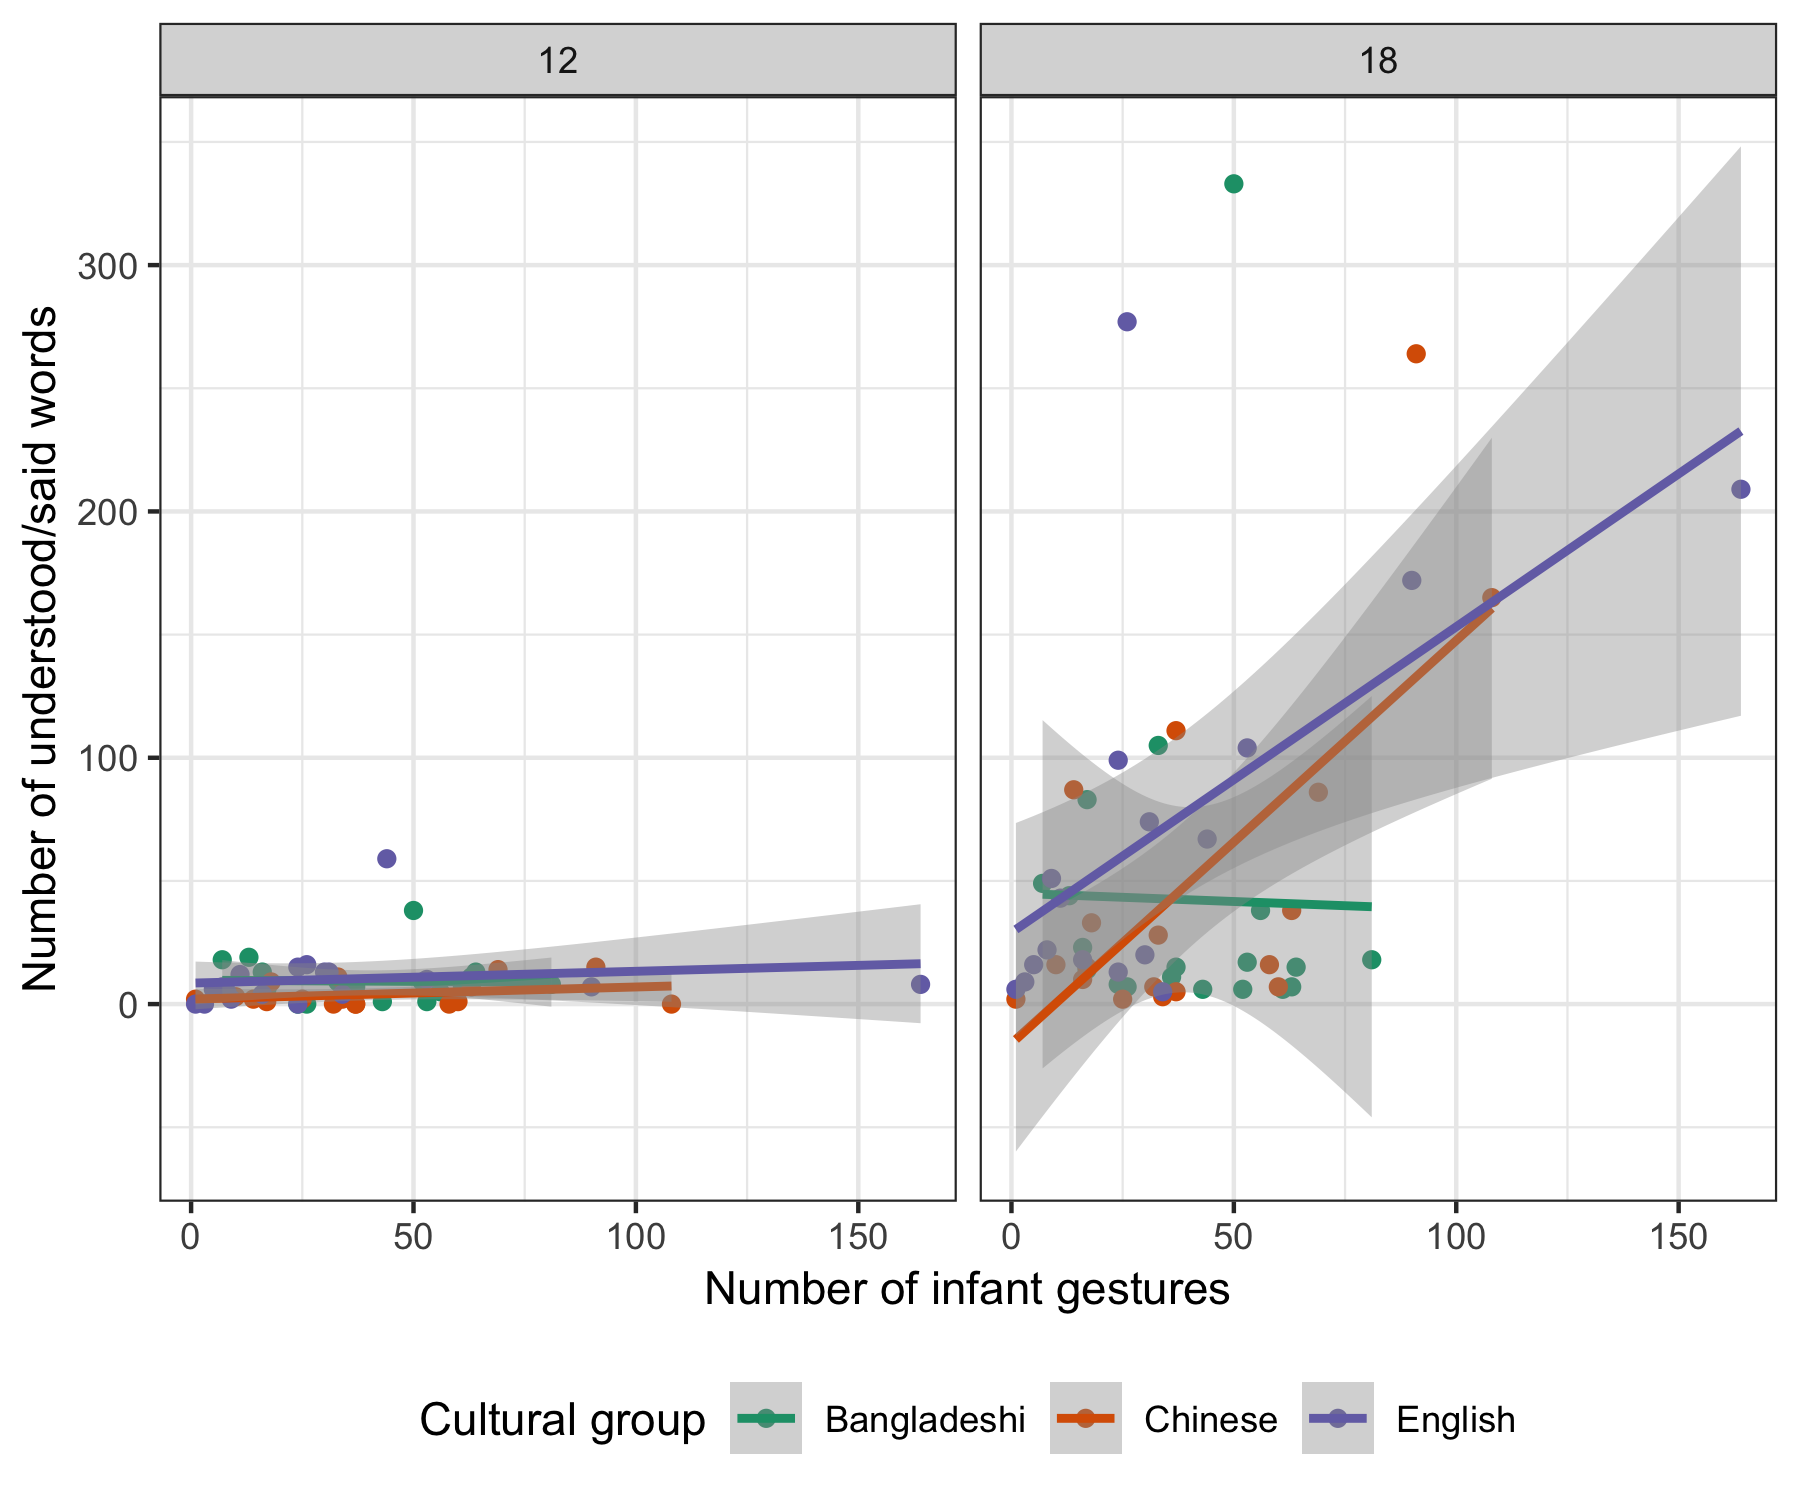 12
18
Number of understood/said words
300
200
100
0
0 50 100 150
0 50 100 150
Number of infant gestures
Cultural group Bangladeshi Chinese English